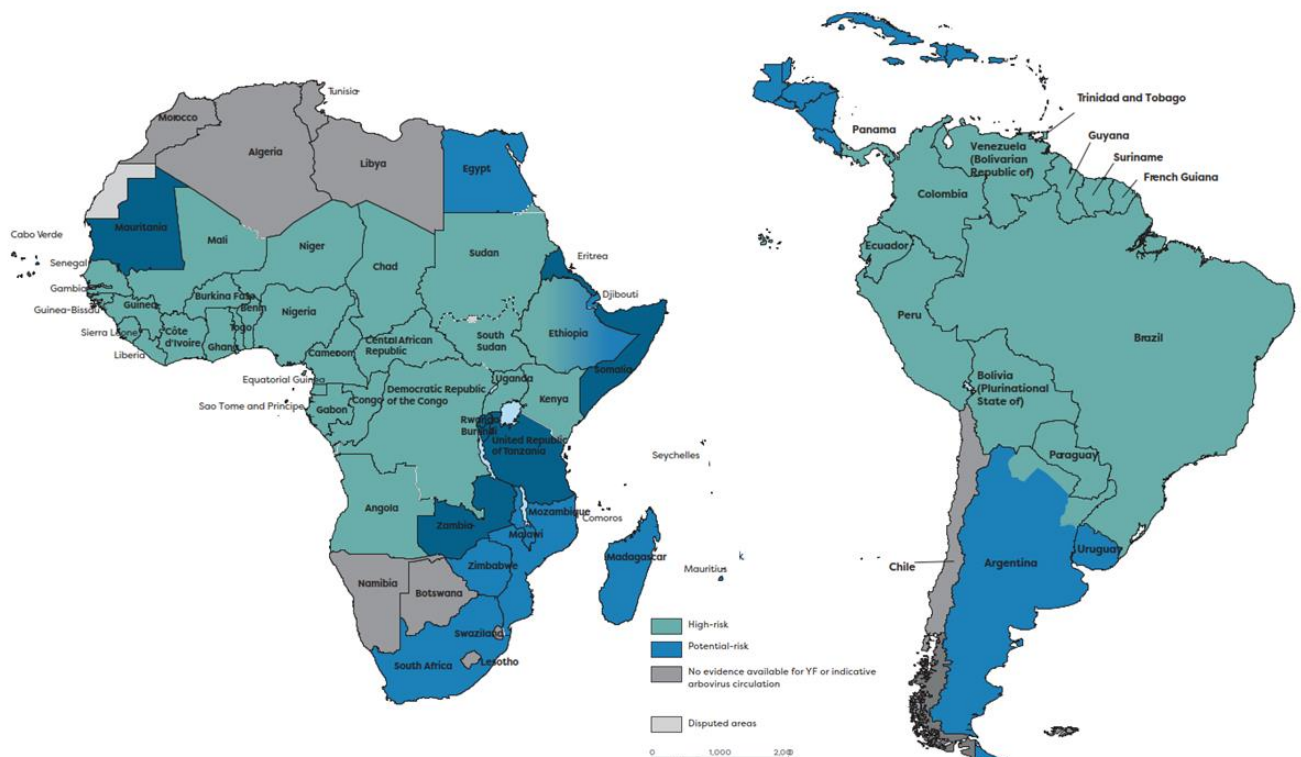 Tunisia
Morocco
Algeria
Libya
Egypt
Mauritania
Cabo Verde
Mali
Niger
Chad
Sudan
Eritrea
Senegal
Gambia
Guinea-Bissau
Guinea
Burkina Faso
Benin
Togo
Nigeria
Djibouti
Ethiopia
Sierra Leone
Liberia
Côte
d'Ivoire
Ghana
Cameroon
Central African
Republic
South
Sudan
Somalia
Equatorial Guinea
Sao Tome and Principe
Gabon
Congo
Democratic Republic
of the Congo
Uganda
Kenya
Rwanda
Burundi
United Republic
of Tanzania
Seychelles
Angola
Zambia
Malawi
Mozambique
Comoros
Madagascar
Mauritius
Zimbabwe
Namibia
Botswana
Swaziland
Lesotho
South Africa
Panama
Trinidad and Tobago
Venezuela
(Bolivarian
Republic of)
Guyana
Suriname
French Guiana
Colombia
Ecuador
Peru
Brazil
Bolivia
(Plurinational
State of)
Paraguay
Chile
Argentina
Uruguay
High-risk
Potential-risk
No evidence available for YF or indicative
arbovirus circulation
Disputed areas
0 1,000